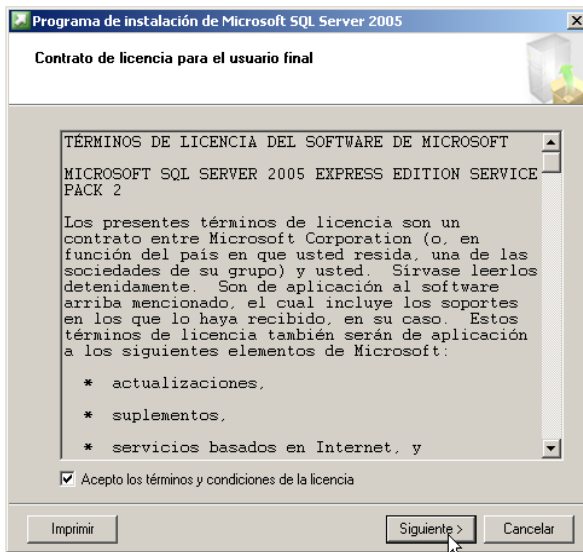 Programa de instalación de Microsoft SQL Server 2005
Contrato de licencia para el usuario final
TÉRMINOS DE LICENCIA DEL SOFTWARE DE MICROSOFT
MICROSOFT SQL SERVER 2005 EXPRESS EDITION SERVICE
PACK 2
Los presentes términos de licencia son un
contrato entre Microsoft Corporation (o, en
función del país en que usted resida, una de las
sociedades de su grupo) y usted.  Sírvase leerlos
detenidamente.  Son de aplicación al software
arriba mencionado, el cual incluye los soportes
en los que lo haya recibido, en su caso.  Estos
términos de licencia también serán de aplicación
a los siguientes elementos de Microsoft:
*  actualizaciones,
*  suplementos,
*  servicios basados en Internet, y
Acepto los términos y condiciones de la licencia
Imprimir
Siguiente >
Cancelar